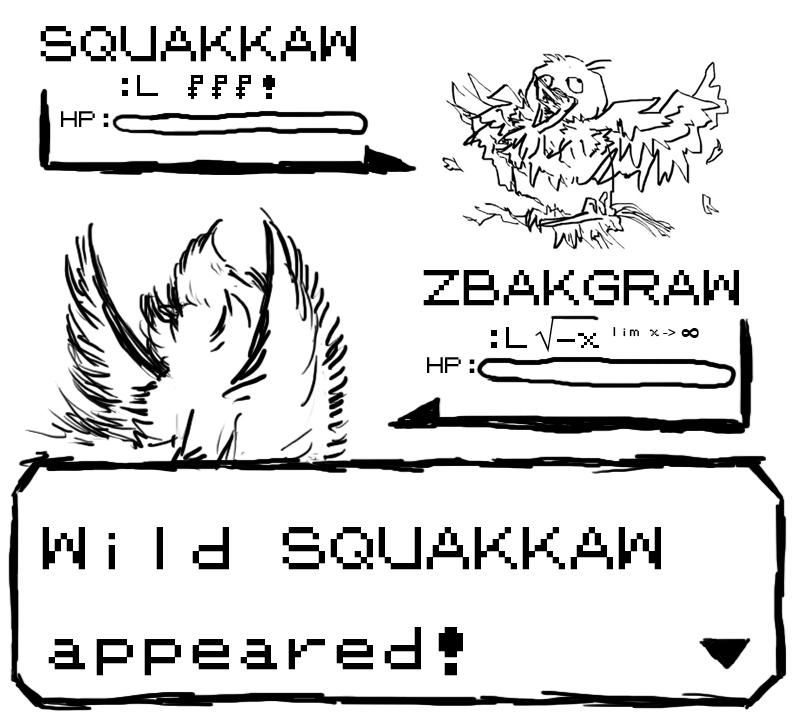 SQUAKKAW
:L ₣₣₣!
HP:
ZBAKGRAW
:L √-x lim x->∞
HP:
Wild SQUAKKAW
appeared!